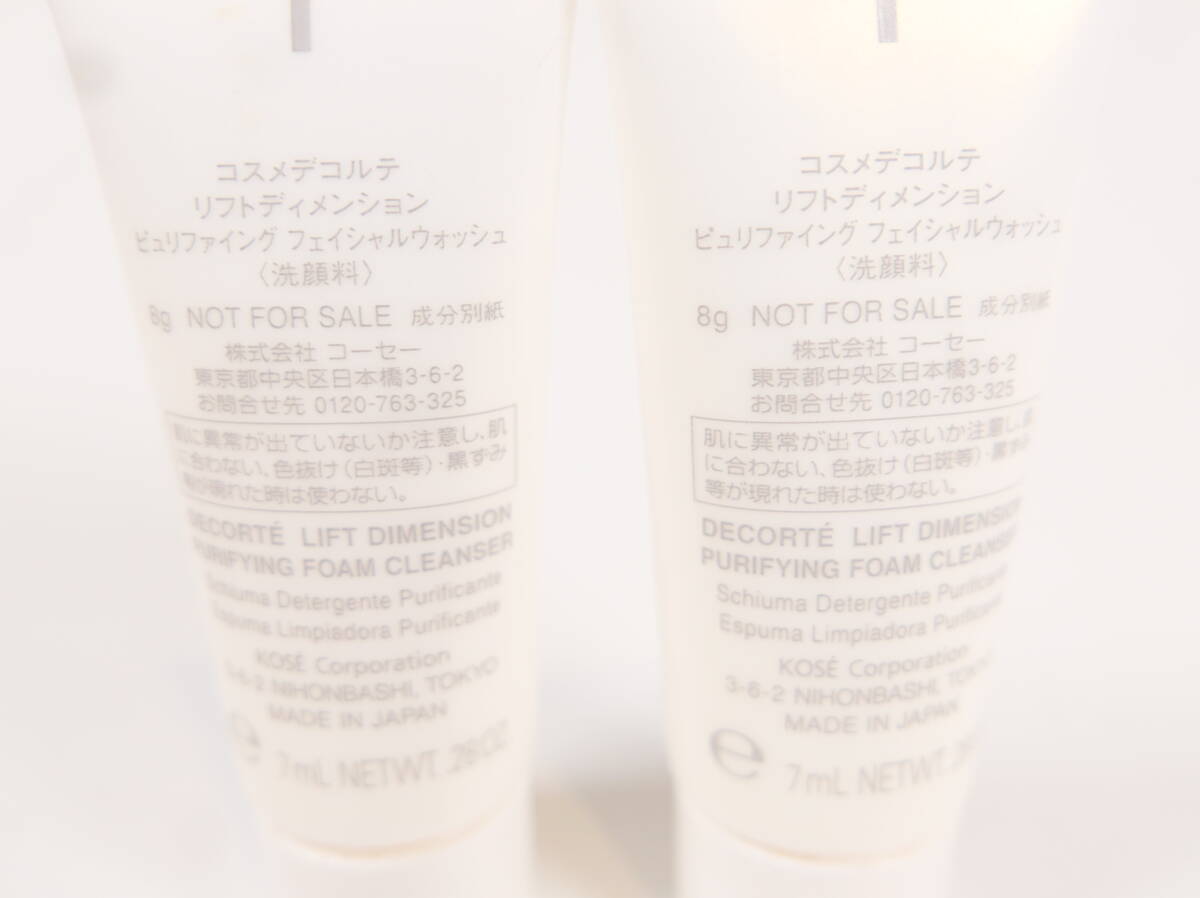 コスメデコルテ
リフトディメンション
ピュリファイング フェイシャルウォッシュ
〈洗顔料〉
8g NOT FOR SALE 成分別紙
株式会社 コーセー
東京都中央区日本橋3-6-2
お問合せ先 0120-763-325
肌に異常が出ていないか注意し、肌
に合わない、色抜け(白斑等)・黒ずみ
等が現れた時は使わない。
DECORTÉ LIFT DIMENSION
PURIFYING FOAM CLEANSER
Schiuma Detergente Purificante
Espuma Limpiadora Purificante
KOSÉ Corporation
3-6-2 NIHONBASHI, TOKYO
MADE IN JAPAN
e 7mL NETWT. .28OZ.
コスメデコルテ
リフトディメンション
ピュリファイング フェイシャルウォッシュ
〈洗顔料〉
8g NOT FOR SALE 成分別紙
株式会社 コーセー
東京都中央区日本橋3-6-2
お問合せ先 0120-763-325
肌に異常が出ていないか注意し、肌
に合わない、色抜け(白斑等)・黒ずみ
等が現れた時は使わない。
DECORTÉ LIFT DIMENSION
PURIFYING FOAM CLEANSER
Schiuma Detergente Purificante
Espuma Limpiadora Purificante
KOSÉ Corporation
3-6-2 NIHONBASHI, TOKYO
MADE IN JAPAN
e 7mL NETWT.